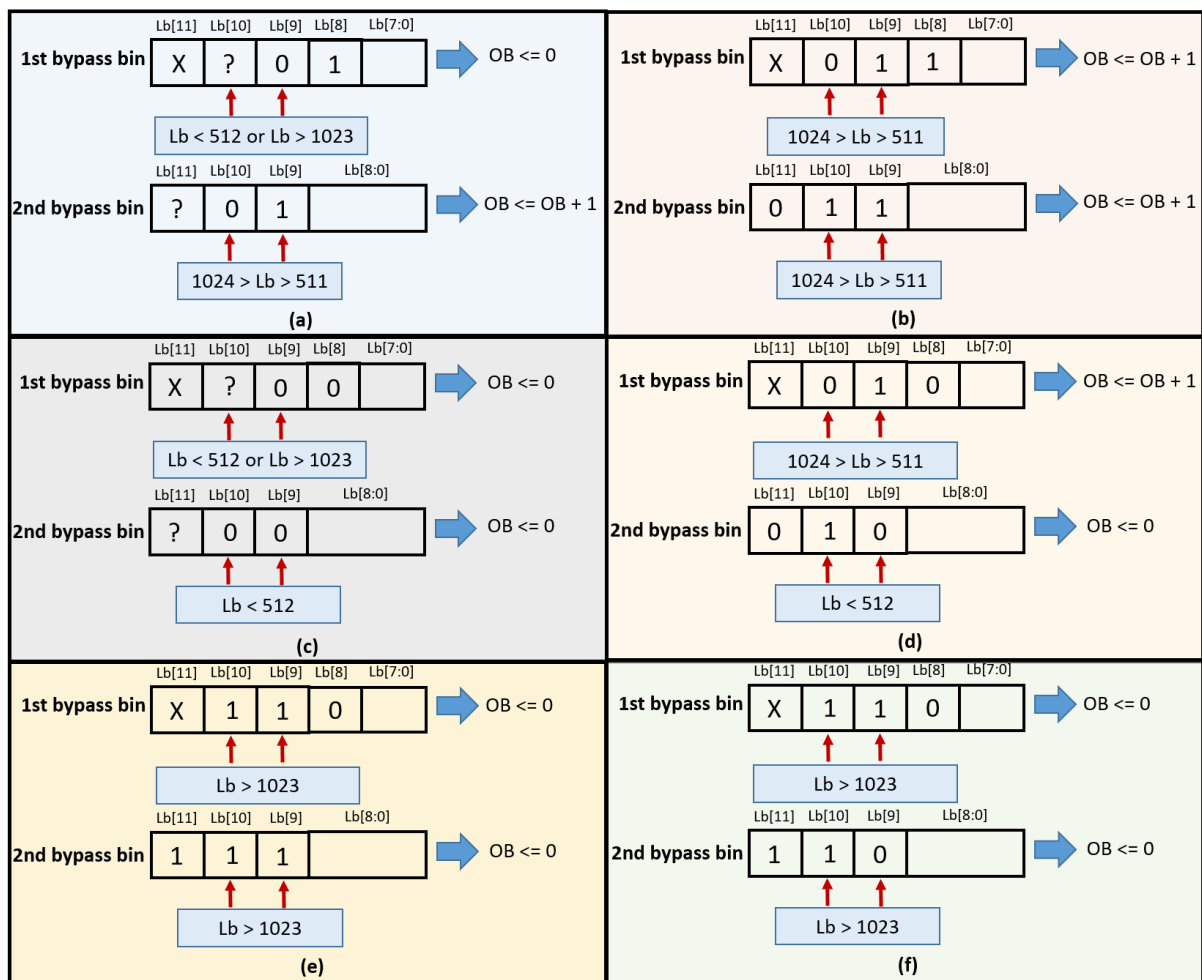 Lb[11] Lb[10] Lb[9] Lb[8] Lb[7:0]
1st bypass bin X ? 0 1 OB <= 0
Lb < 512 or Lb > 1023
Lb[11] Lb[10] Lb[9] Lb[8:0]
2nd bypass bin ? 0 1 OB <= OB + 1
1024 > Lb > 511
(a)
Lb[11] Lb[10] Lb[9] Lb[8] Lb[7:0]
1st bypass bin X 0 1 1 OB <= OB + 1
1024 > Lb > 511
Lb[11] Lb[10] Lb[9] Lb[8:0]
2nd bypass bin 0 1 1 OB <= OB + 1
1024 > Lb > 511
(b)
Lb[11] Lb[10] Lb[9] Lb[8] Lb[7:0]
1st bypass bin X ? 0 0 OB <= 0
Lb < 512 or Lb > 1023
Lb[11] Lb[10] Lb[9] Lb[8:0]
2nd bypass bin ? 0 0 OB <= 0
Lb < 512
(c)
Lb[11] Lb[10] Lb[9] Lb[8] Lb[7:0]
1st bypass bin X 0 1 0 OB <= OB + 1
1024 > Lb > 511
Lb[11] Lb[10] Lb[9] Lb[8:0]
2nd bypass bin 0 1 0 OB <= 0
Lb < 512
(d)
Lb[11] Lb[10] Lb[9] Lb[8] Lb[7:0]
1st bypass bin X 1 1 0 OB <= 0
Lb > 1023
Lb[11] Lb[10] Lb[9] Lb[8:0]
2nd bypass bin 1 1 1 OB <= 0
Lb > 1023
(e)
Lb[11] Lb[10] Lb[9] Lb[8] Lb[7:0]
1st bypass bin X 1 1 0 OB <= 0
Lb > 1023
Lb[11] Lb[10] Lb[9] Lb[8:0]
2nd bypass bin 1 1 0 OB <= 0
Lb > 1023
(f)